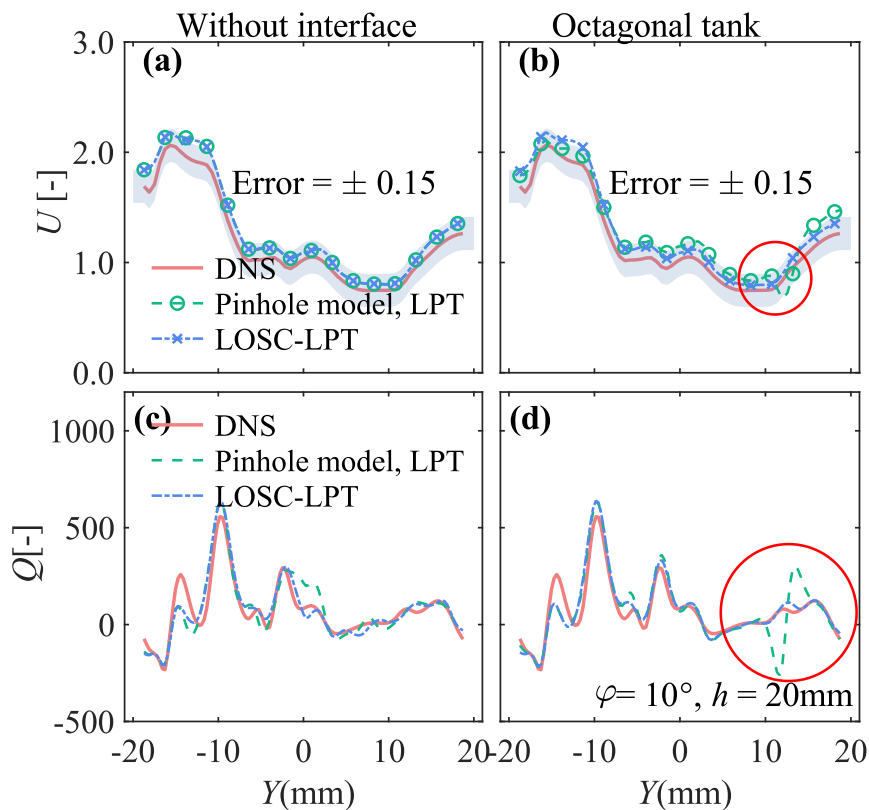 Without interface
Octagonal tank
3.0
2.0
1.0
0.0
U [-]
(a)
Error = ± 0.15
DNS
Pinhole model, LPT
LOSC-LPT
(b)
Error = ± 0.15
1000
500
0
-500
Q[-]
(c)
DNS
Pinhole model, LPT
LOSC-LPT
(d)
φ= 10°, h = 20mm
-20 -10 0 10 20
-20 -10 0 10 20
Y(mm)
Y(mm)